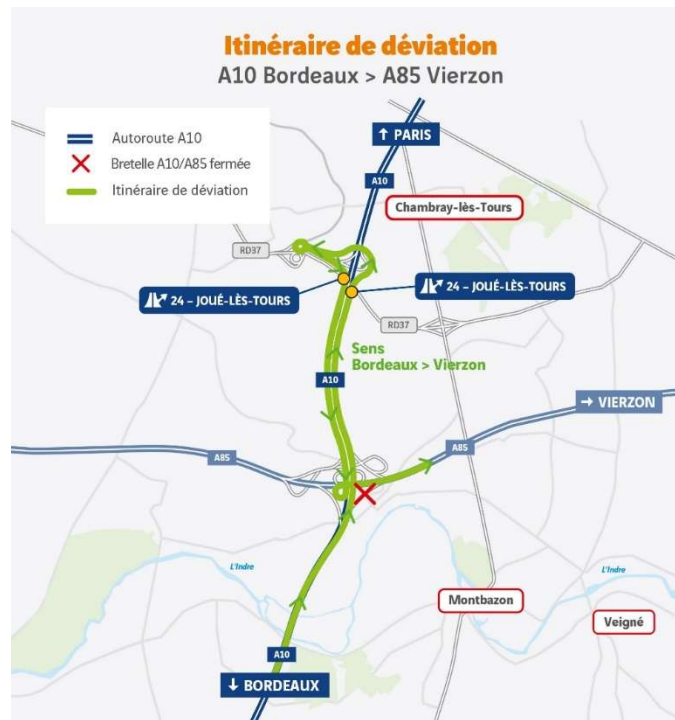 Itinéraire de déviation
A10 Bordeaux > A85 Vierzon
Autoroute A10
Bretelle A10/A85 fermée
Itinéraire de déviation
↑ PARIS
A10
Chambray-lès-Tours
RD37
24 – JOUÉ-LÈS-TOURS
24 – JOUÉ-LÈS-TOURS
RD37
Sens
Bordeaux > Vierzon
A10
→ VIERZON
A85
A85
L'Indre
L'Indre
Montbazon
Veigné
A10
↓ BORDEAUX